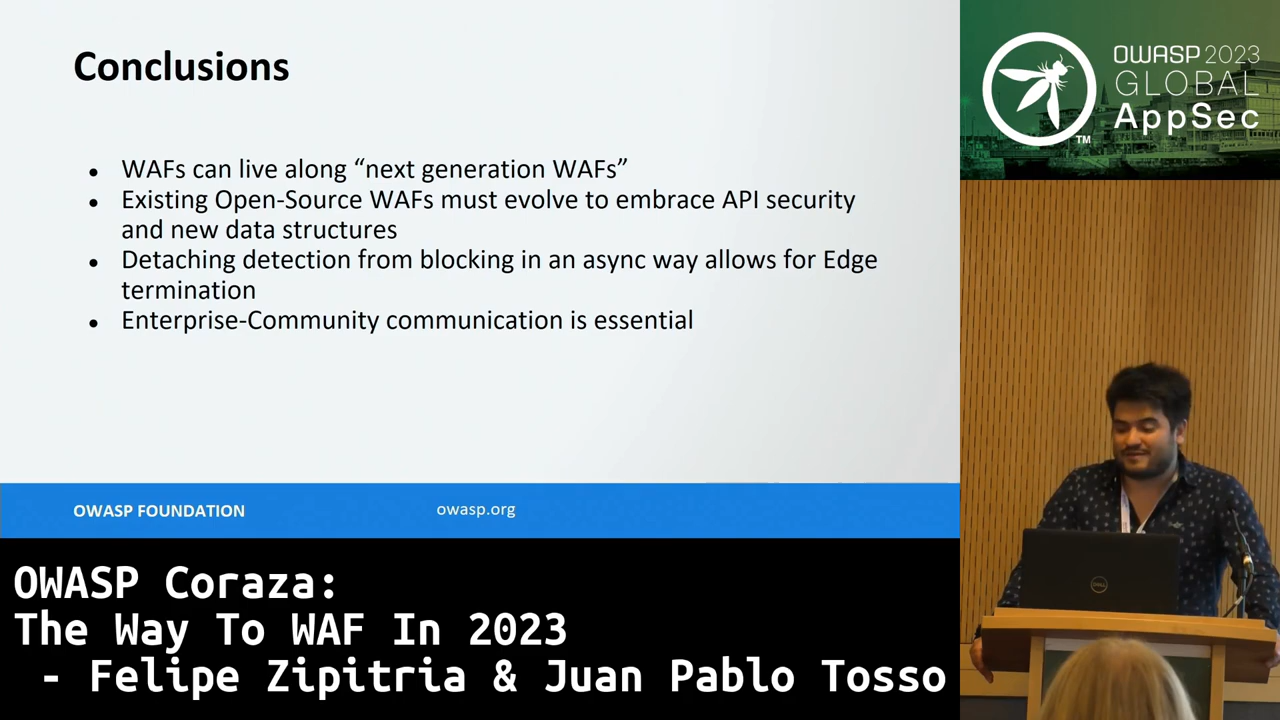 Conclusions
● WAFs can live along “next generation WAFs”
● Existing Open-Source WAFs must evolve to embrace API security
and new data structures
● Detaching detection from blocking in an async way allows for Edge
termination
● Enterprise-Community communication is essential
OWASP FOUNDATION
owasp.org
OWASP Coraza:
The Way To WAF In 2023
- Felipe Zipitria & Juan Pablo Tosso
OWASP 2023
GLOBAL
AppSec
TM
DELL